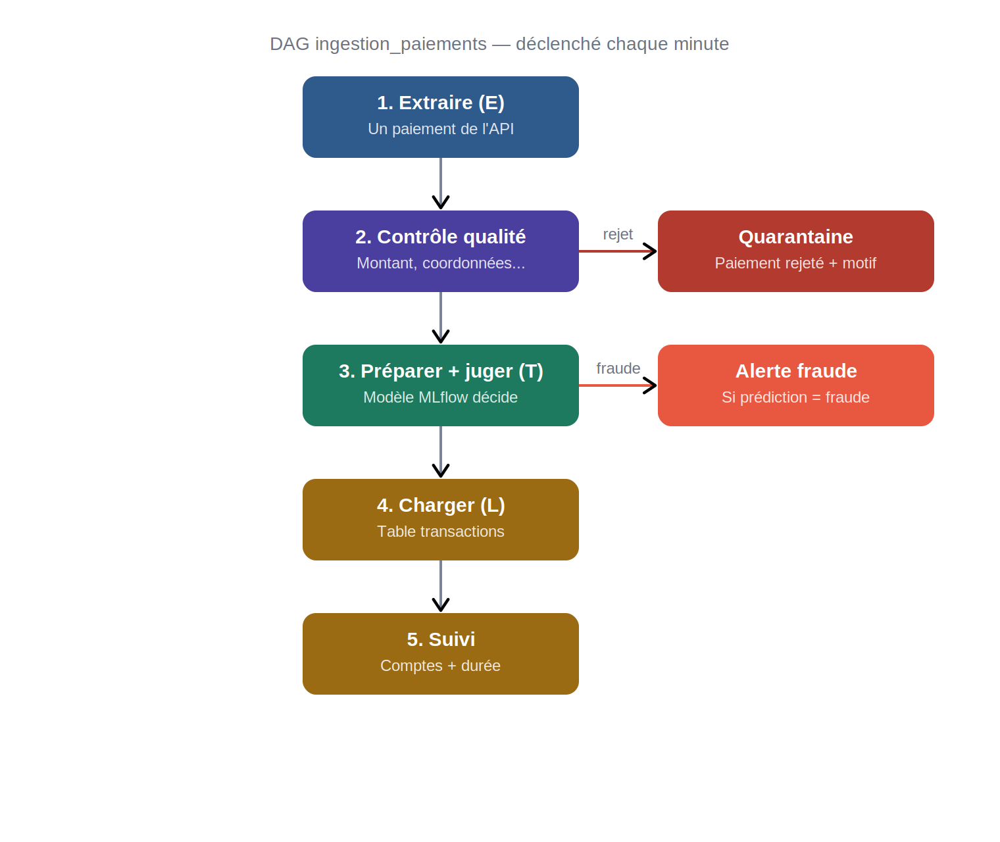 DAG ingestion_paiements — déclenché chaque minute
1. Extraire (E)
Un paiement de l'API
2. Contrôle qualité
Montant, coordonnées...
rejet
Quarantaine
Paiement rejeté + motif
3. Préparer + juger (T)
Modèle MLflow décide
fraude
Alerte fraude
Si prédiction = fraude
4. Charger (L)
Table transactions
5. Suivi
Comptes + durée